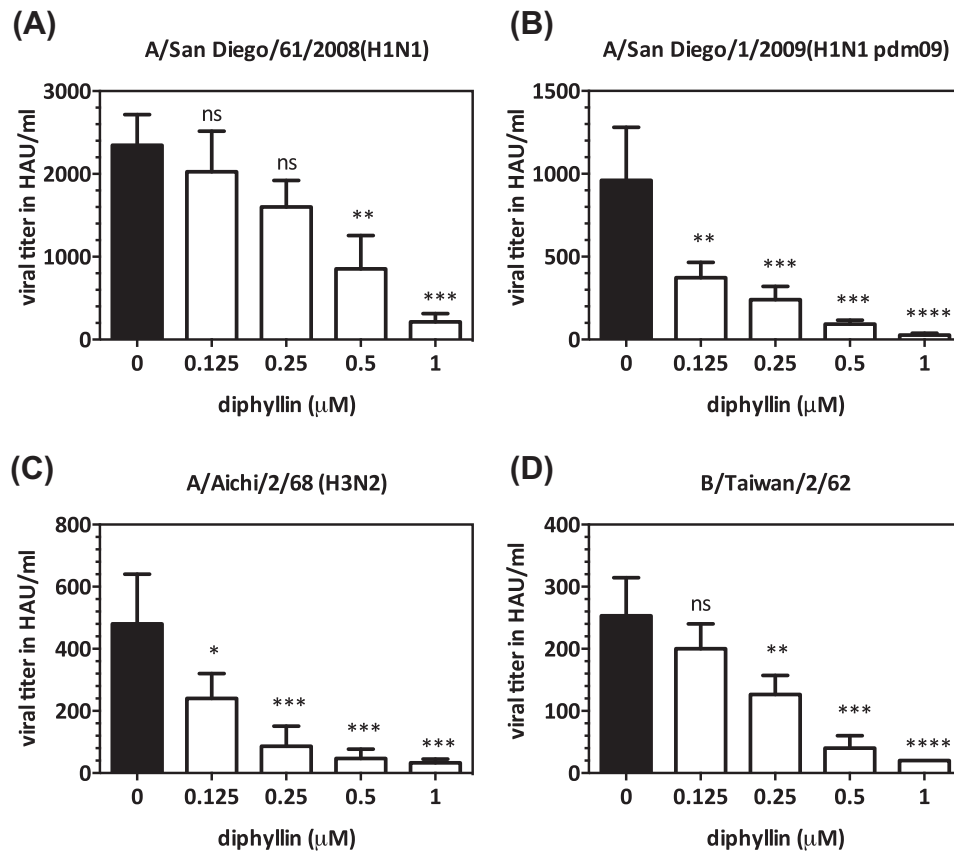 (A)
A/San Diego/61/2008(H1N1)
viral titer in HAU/ml
3000
2000
1000
0
ns
ns
**
***
0 0.125 0.25 0.5 1
diphyllin (μM)
(B)
A/San Diego/1/2009(H1N1 pdm09)
viral titer in HAU/ml
1500
1000
500
0
**
***
***
****
0 0.125 0.25 0.5 1
diphyllin (μM)
(C)
A/Aichi/2/68 (H3N2)
viral titer in HAU/ml
800
600
400
200
0
*
***
***
***
0 0.125 0.25 0.5 1
diphyllin (μM)
(D)
B/Taiwan/2/62
viral titer in HAU/ml
400
300
200
100
0
ns
**
***
****
0 0.125 0.25 0.5 1
diphyllin (μM)